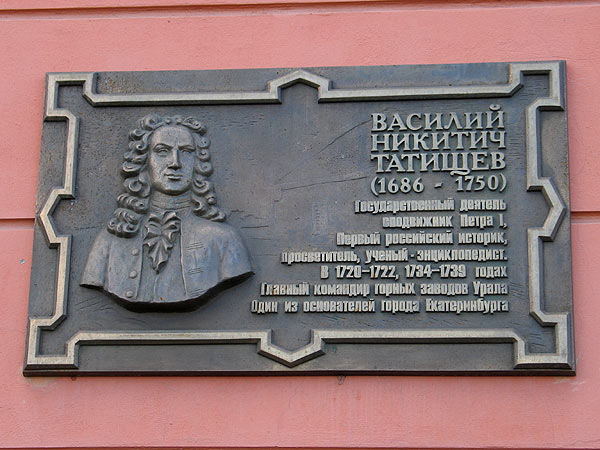 ВАСИЛИЙ
НИКИТИЧ
ТАТИЩЕВ
(1686 - 1750)
Государственный деятель
сподвижник Петра I,
Первый российский историк,
просветитель, ученый - энциклопедист.
В 1720-1722, 1734-1739 годах
Главный командир горных заводов Урала
Один из основателей города Екатеринбурга